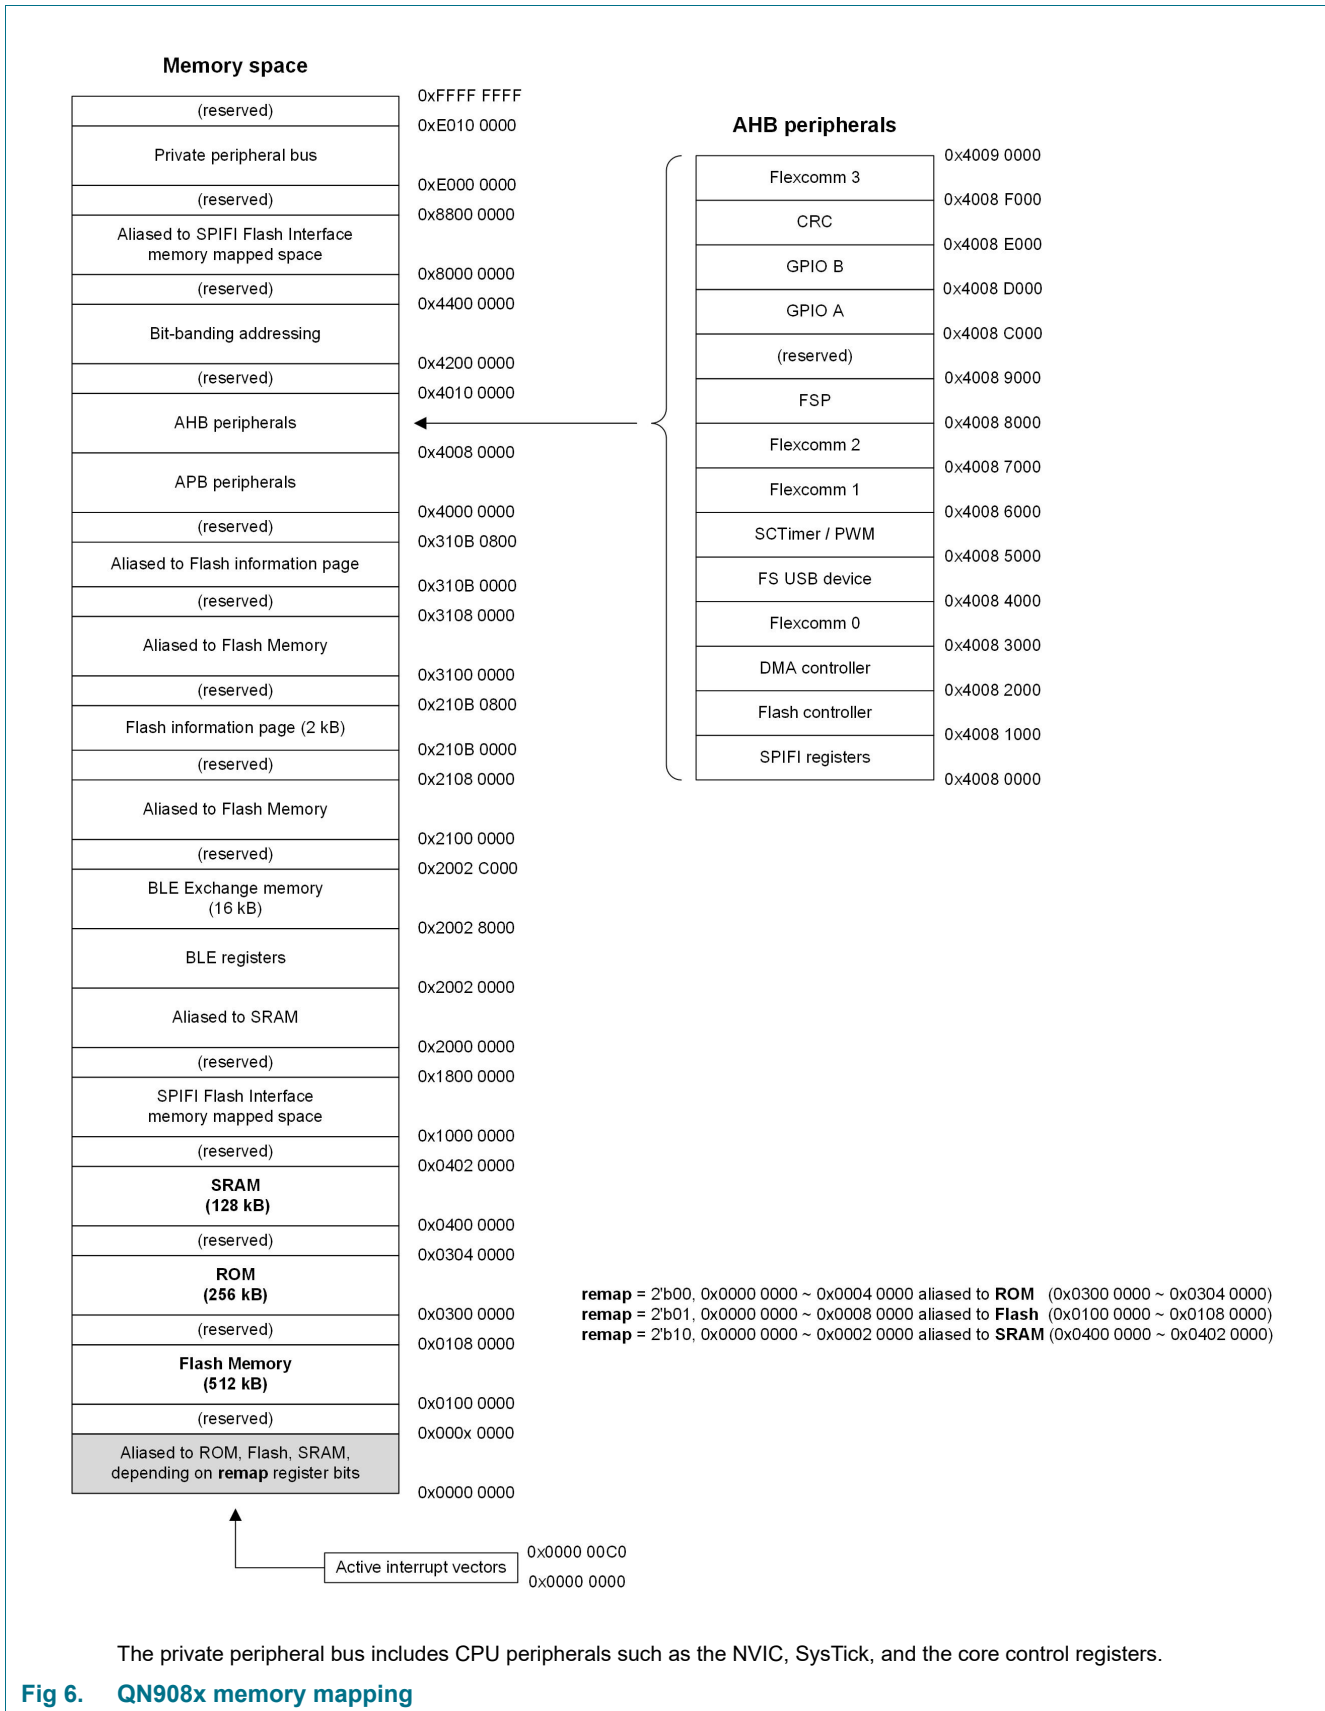 Memory space
0xFFFF FFFF
(reserved)
0xE010 0000
Private peripheral bus
0xE000 0000
(reserved)
0x8800 0000
Aliased to SPIFI Flash Interface
memory mapped space
0x8000 0000
(reserved)
0x4400 0000
Bit-banding addressing
0x4200 0000
(reserved)
0x4010 0000
AHB peripherals
0x4008 0000
APB peripherals
0x4000 0000
(reserved)
0x310B 0800
Aliased to Flash information page
0x310B 0000
(reserved)
0x3108 0000
Aliased to Flash Memory
0x3100 0000
(reserved)
0x210B 0800
Flash information page (2 kB)
0x210B 0000
(reserved)
0x2108 0000
Aliased to Flash Memory
0x2100 0000
(reserved)
0x2002 C000
BLE Exchange memory
(16 kB)
0x2002 8000
BLE registers
0x2002 0000
Aliased to SRAM
0x2000 0000
(reserved)
0x1800 0000
SPIFI Flash Interface
memory mapped space
0x1000 0000
(reserved)
0x0402 0000
SRAM
(128 kB)
0x0400 0000
(reserved)
0x0304 0000
ROM
(256 kB)
0x0300 0000
(reserved)
0x0108 0000
Flash Memory
(512 kB)
0x0100 0000
(reserved)
0x000x 0000
Aliased to ROM, Flash, SRAM,
depending on remap register bits
0x0000 0000
Active interrupt vectors
0x0000 00C0
0x0000 0000
AHB peripherals
0x4009 0000
Flexcomm 3
0x4008 F000
CRC
0x4008 E000
GPIO B
0x4008 D000
GPIO A
0x4008 C000
(reserved)
0x4008 9000
FSP
0x4008 8000
Flexcomm 2
0x4008 7000
Flexcomm 1
0x4008 6000
SCTimer / PWM
0x4008 5000
FS USB device
0x4008 4000
Flexcomm 0
0x4008 3000
DMA controller
0x4008 2000
Flash controller
0x4008 1000
SPIFI registers
0x4008 0000
remap = 2'b00, 0x0000 0000 ~ 0x0004 0000 aliased to ROM (0x0300 0000 ~ 0x0304 0000)
remap = 2'b01, 0x0000 0000 ~ 0x0008 0000 aliased to Flash (0x0100 0000 ~ 0x0108 0000)
remap = 2'b10, 0x0000 0000 ~ 0x0002 0000 aliased to SRAM (0x0400 0000 ~ 0x0402 0000)
The private peripheral bus includes CPU peripherals such as the NVIC, SysTick, and the core control registers.
Fig 6. QN908x memory mapping